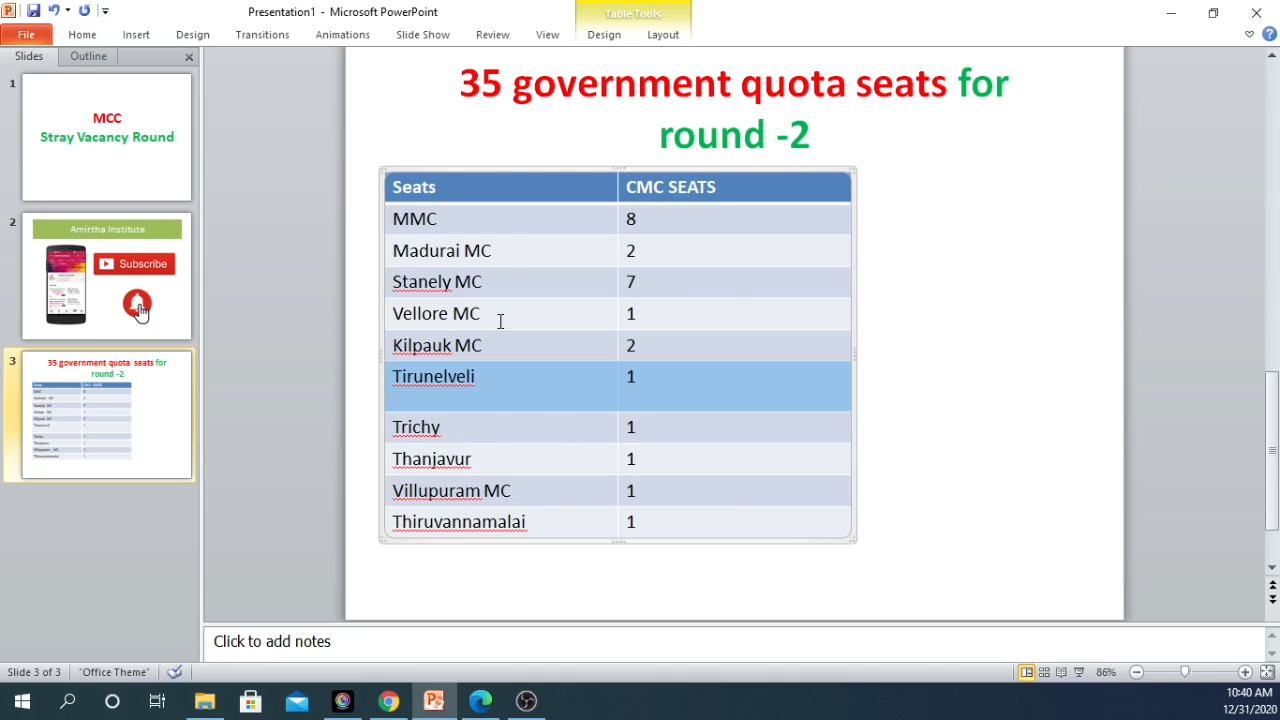 Presentation1 - Microsoft PowerPoint
Table Tools
File Home Insert Design Transitions Animations Slide Show Review View Design Layout
Slides Outline
1
MCC
Stray Vacancy Round
2
Amirtha Institute
Subscribe
3
35 government quota seats for
round -2
35 government quota seats for
round -2
Seats CMC SEATS
MMC 8
Madurai MC 2
Stanely MC 7
Vellore MC 1
Kilpauk MC 2
Tirunelveli 1
Trichy 1
Thanjavur 1
Villupuram MC 1
Thiruvannamalai 1
Click to add notes
Slide 3 of 3 "Office Theme" 86%
10:40 AM
12/31/2020